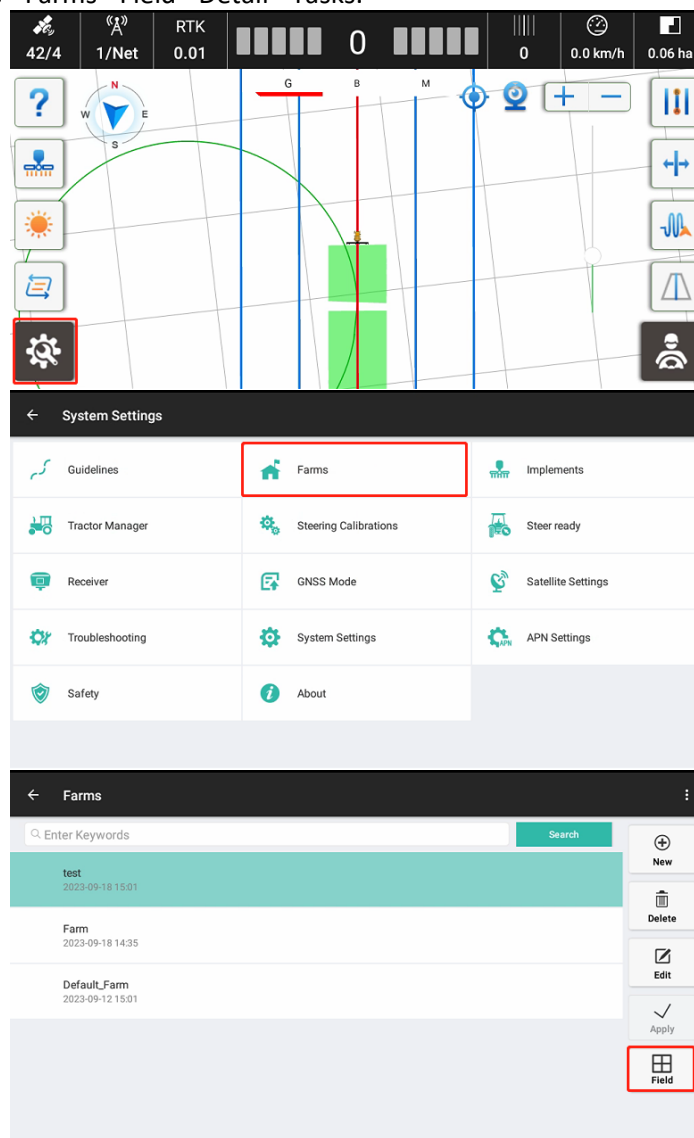 Farms Field Detail Tasks.
RTK
42/4 1/Net 0.01 0 0 0.0 km/h 0.06 ha
G B M
? N
W E
S
System Settings
Guidelines Farms Implements
Tractor Manager Steering Calibrations Steer ready
Receiver GNSS Mode Satellite Settings
Troubleshooting System Settings APN APN Settings
Safety About
Farms
Enter Keywords Search
New
test
2023-09-18 15:01
Delete
Farm
2023-09-18 14:35
Edit
Default_Farm
2023-09-12 15:01
Apply
Field